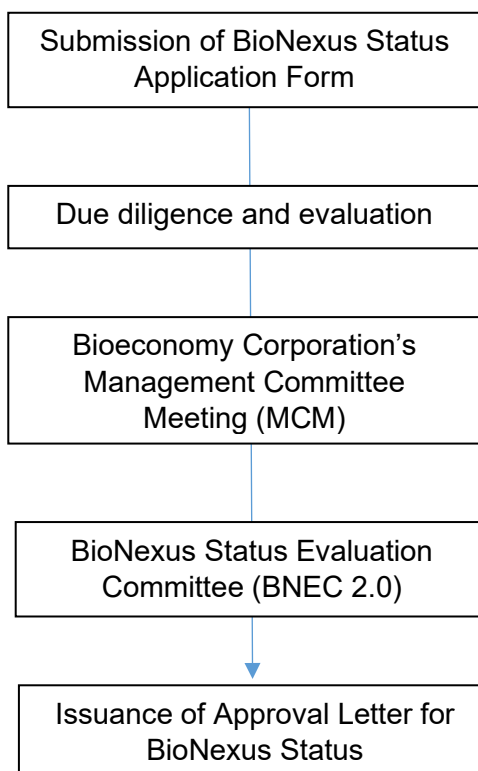 Submission of BioNexus Status
Application Form
Due diligence and evaluation
Bioeconomy Corporation’s
Management Committee
Meeting (MCM)
BioNexus Status Evaluation
Committee (BNEC 2.0)
Issuance of Approval Letter for
BioNexus Status